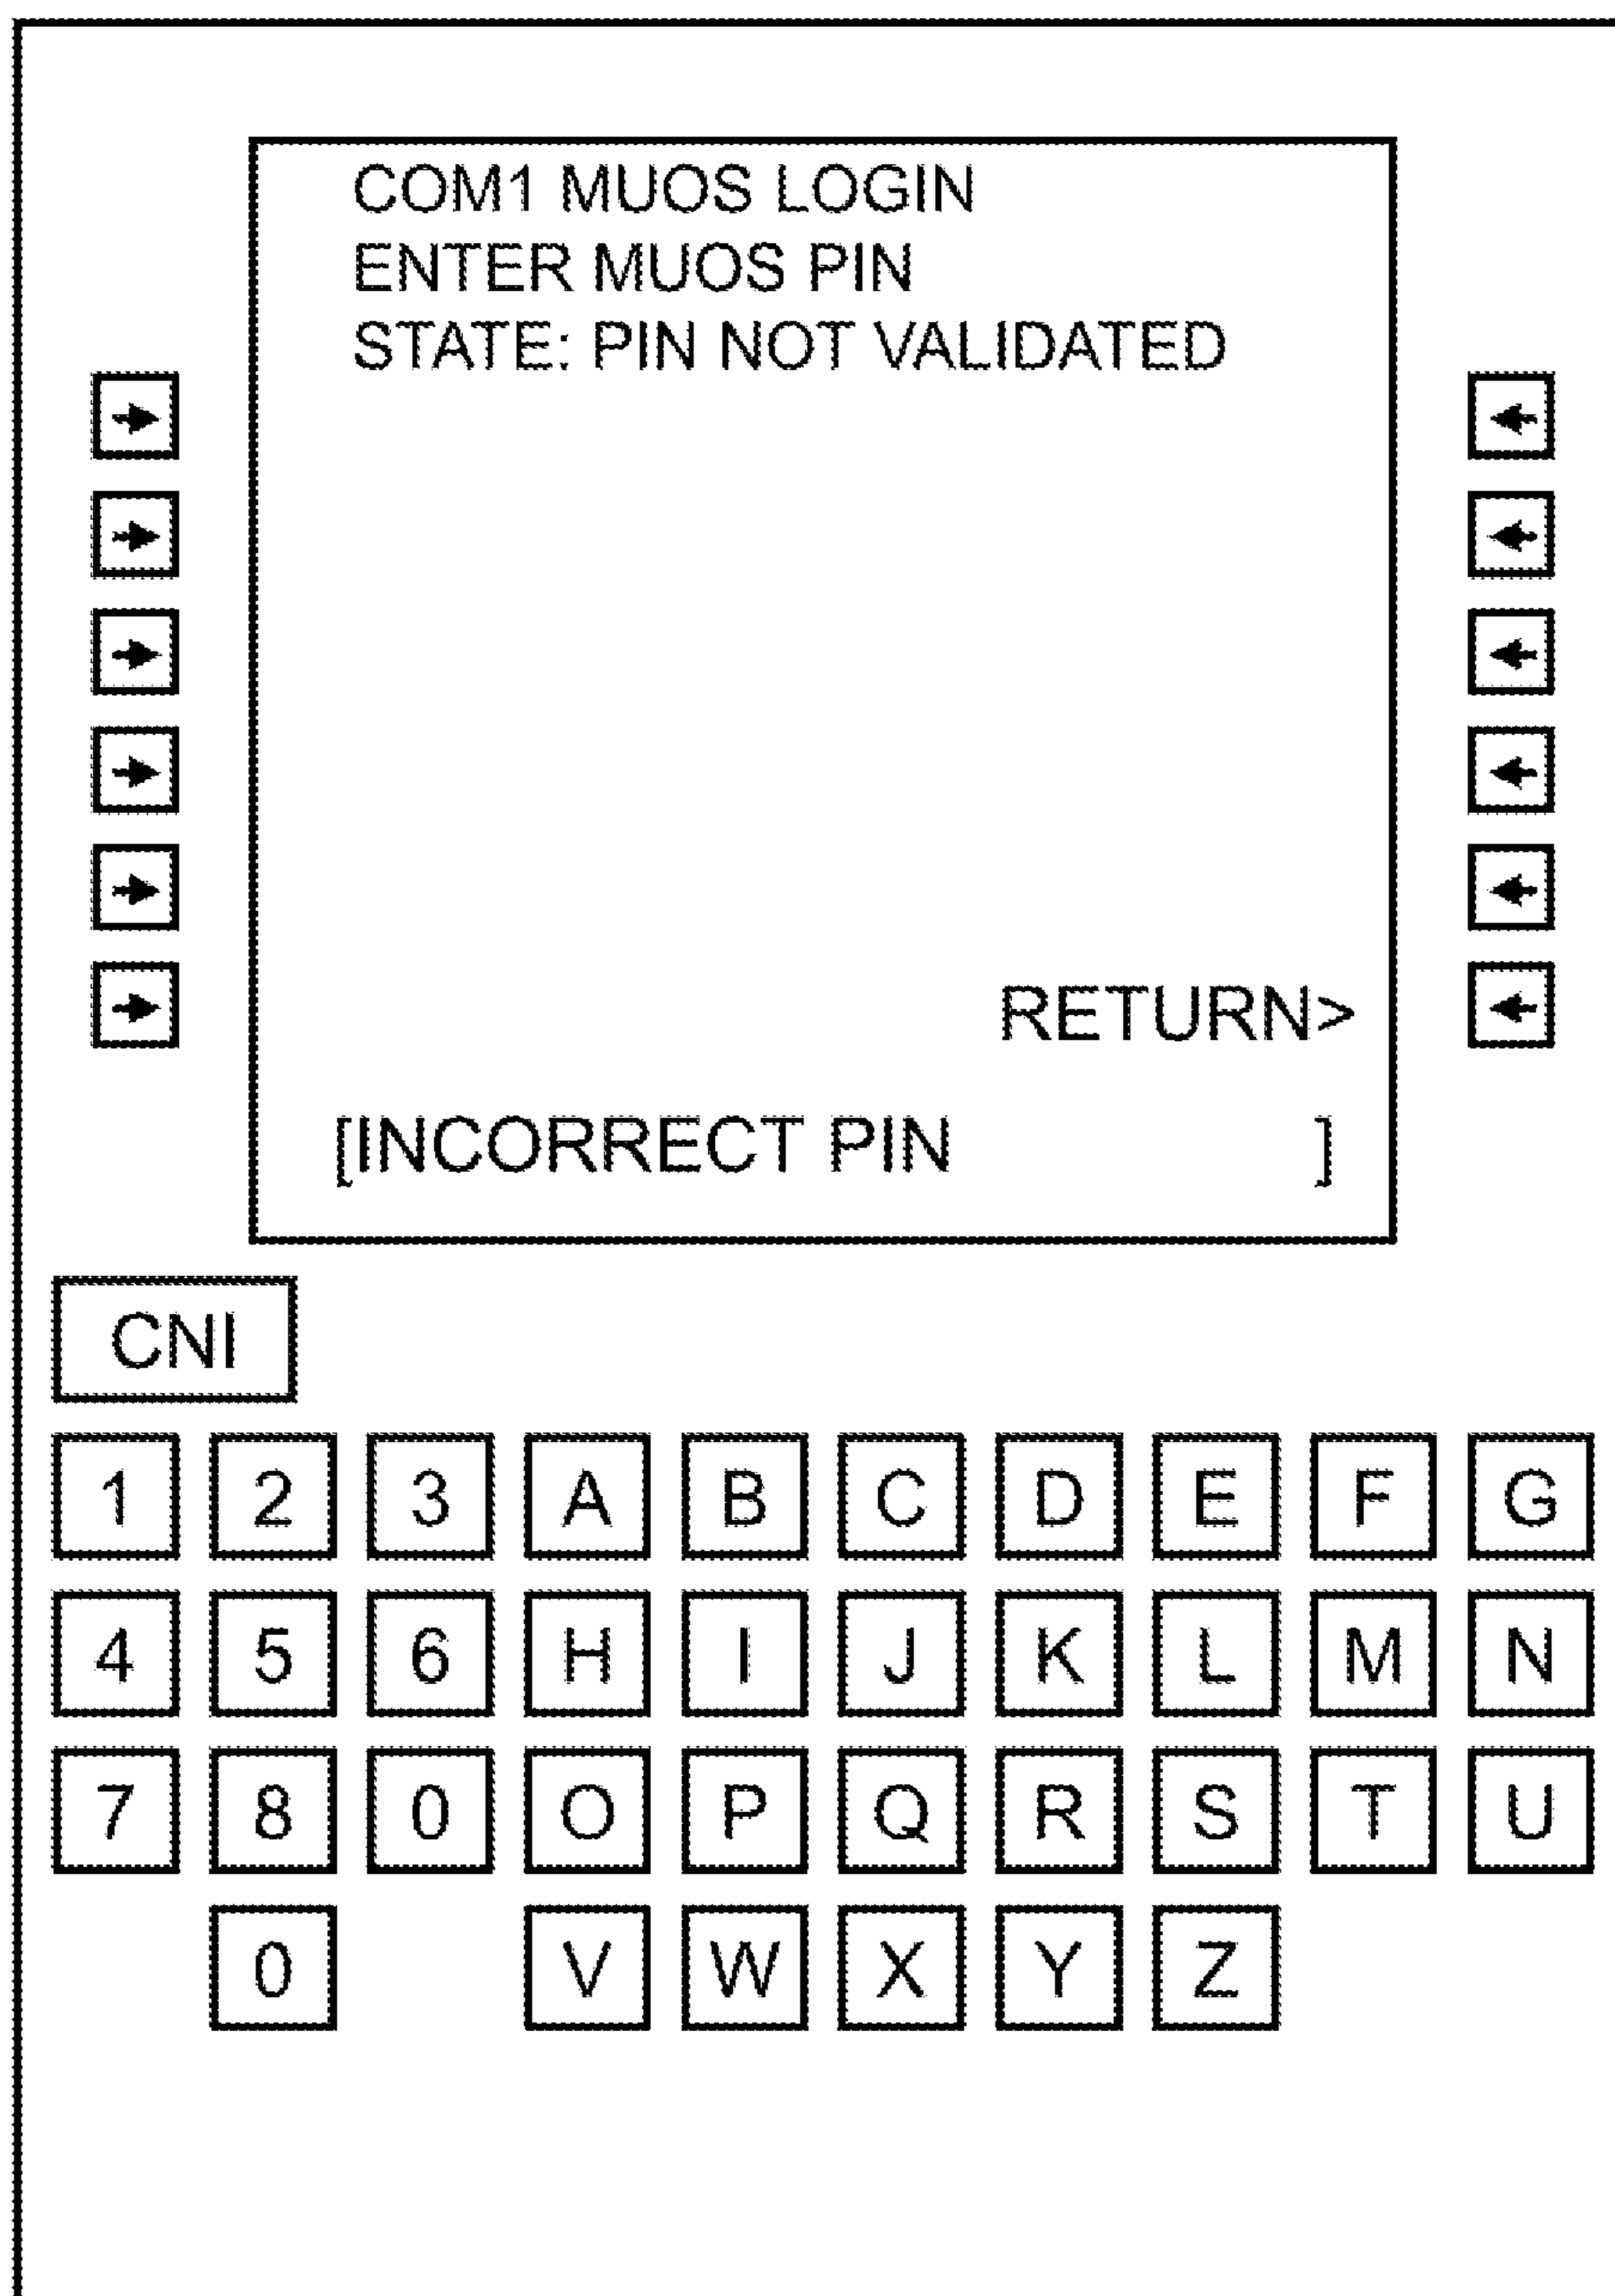 COM1 MUOS LOGIN
ENTER MUOS PIN
STATE: PIN NOT VALIDATED
RETURN>
[INCORRECT PIN ]
CNI
1 2 3 A B C D E F G
4 5 6 H I J K L M N
7 8 0 O P Q R S T U
0 V W X Y Z